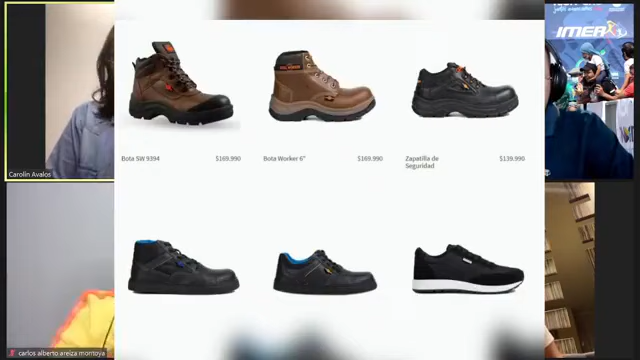 IMER
Carolín Avalos
Bota SW 9394
$169.990
Bota Worker 6"
$169.990
Zapatilla de
Seguridad
$139.990
carlos alberto areiza montoya